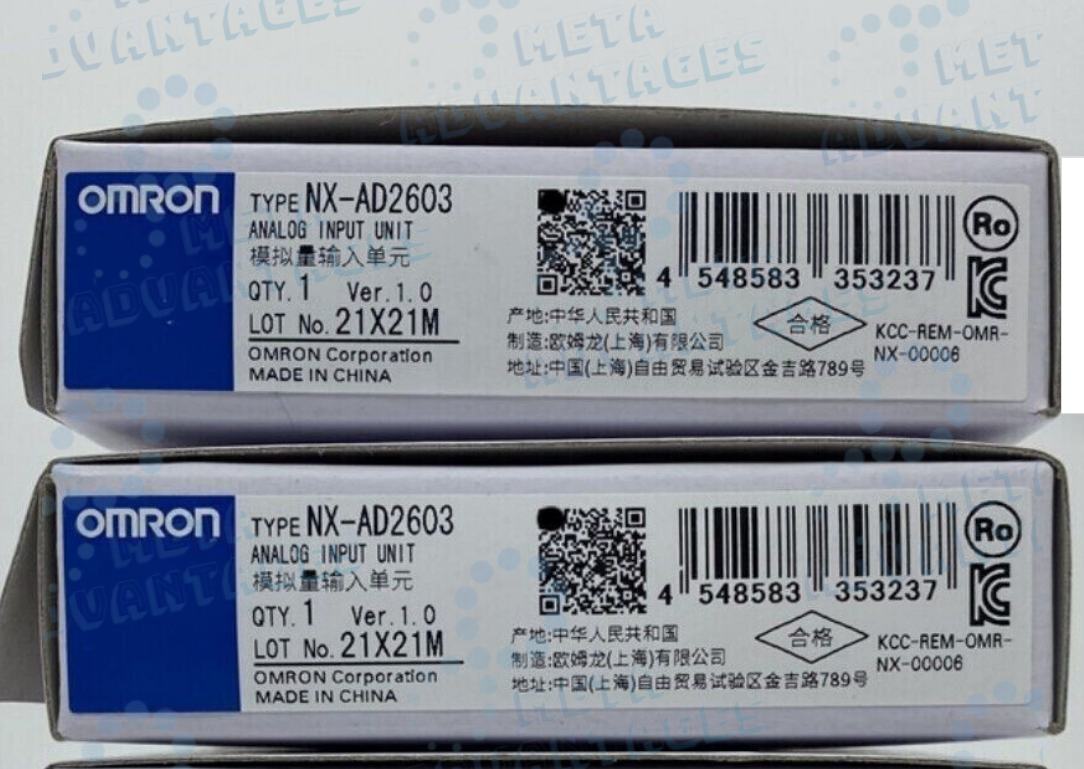 META
ADVANTAGES
OMRON
TYPE NX-AD2603
ANALOG INPUT UNIT
模拟量输入单元
QTY. 1 Ver.1.0
LOT No. 21X21M
OMRON Corporation
MADE IN CHINA
4 548583 353237
产地:中华人民共和国
制造:欧姆龙(上海)有限公司
地址:中国(上海)自由贸易试验区金吉路789号
合格
Ro
KCC-REM-OMR-
NX-00006
OMRON
TYPE NX-AD2603
ANALOG INPUT UNIT
模拟量输入单元
QTY. 1 Ver.1.0
LOT No. 21X21M
OMRON Corporation
MADE IN CHINA
4 548583 353237
产地:中华人民共和国
制造:欧姆龙(上海)有限公司
地址:中国(上海)自由贸易试验区金吉路789号
合格
Ro
KCC-REM-OMR-
NX-00006